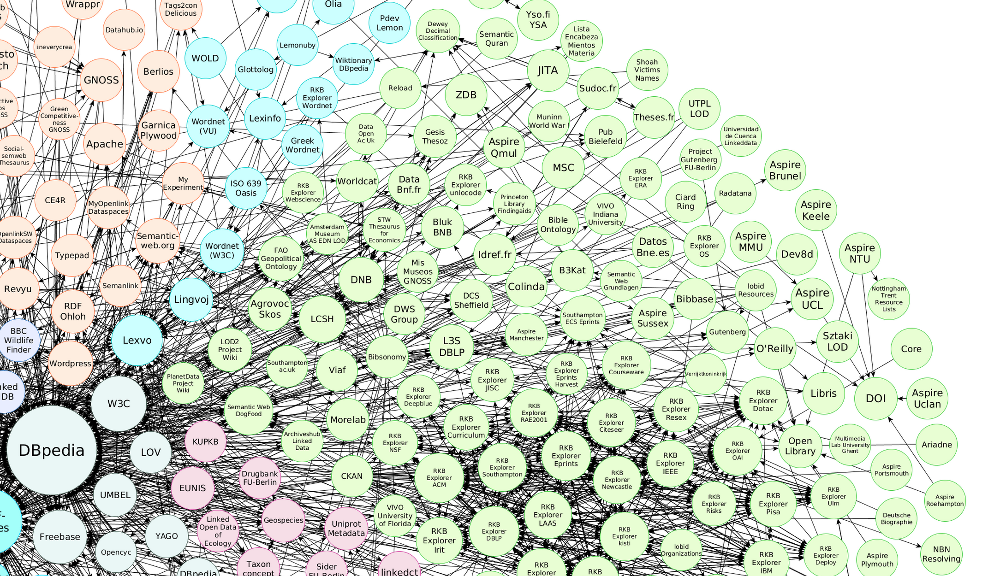 Wrappr
Tags2con
Delicious
Olia
Pdev
Lemon
Dewey
Decimal
Classification
Yso.fi
YSA
Datahub.io
ineverycrea
Lemonuby
Semantic
Quran
Lista
Encabeza
Mientos
Materia
WOLD
Glottolog
Wiktionary
DBpedia
JITA
Shoah
Victims
Names
GNOSS
Berlios
RKB
Explorer
Wordnet
Reload
ZDB
Sudoc.fr
Green
Competitive-
ness
GNOSS
Garnica
Plywood
Wordnet
(VU)
Lexinfo
Data
Open
Ac Uk
Gesis
Thesoz
Muninn
World War I
Pub
Bielefeld
Theses.fr
UTPL
LOD
Universidad
de Cuenca
Linkeddata
Social-
semweb
Thesaurus
Apache
Greek
Wordnet
Aspire
Qmul
MSC
Project
Gutenberg
FU-Berlin
Aspire
Brunel
CE4R
MyOpenlink
Dataspaces
My
Experiment
ISO 639
Oasis
RKB
Explorer
Webscience
Worldcat
Data
Bnf.fr
RKB
Explorer
unlocode
Princeton
Library
Findingaids
RKB
Explorer
ERA
Ciard
Ring
Radatana
Aspire
Keele
OpenlinkSW
Dataspaces
Typepad
Semantic-
web.org
Wordnet
(W3C)
FAO
Geopolitical
Ontology
Amsterdam
Museum
AS EDN LOD
STW
Thesaurus
for
Economics
Bluk
BNB
Idref.fr
Bible
Ontology
VIVO
Indiana
University
Datos
Bne.es
RKB
Explorer
OS
Aspire
MMU
Dev8d
Aspire
NTU
Revyu
RDF
Ohloh
Semanlink
Lingvoj
Agrovoc
Skos
LCSH
DNB
Mis
Museos
GNOSS
DWS
Group
DCS
Sheffield
Colinda
B3Kat
Semantic
Web
Grundlagen
Aspire
Sussex
Bibbase
lobid
Resources
Aspire
UCL
Nottingham
Trent
Resource
Lists
BBC
Wildlife
Finder
Wordpress
Lexvo
LOD2
Project
Wiki
Southampton
ac.uk
Viaf
Bibsonomy
L3S
DBLP
Aspire
Manchester
Southampton
ECS Eprints
Gutenberg
O'Reilly
Sztaki
LOD
Core
PlanetData
Project
Wiki
RKB
Explorer
Deepblue
RKB
Explorer
JISC
RKB
Explorer
Eprints
Harvest
RKB
Explorer
Courseware
Verrijktkoninkrijk
Libris
DOI
Aspire
Uclan
W3C
Semantic Web
DogFood
Morelab
RKB
Explorer
Curriculum
RKB
Explorer
RAE2001
RKB
Explorer
Citeseer
RKB
Explorer
Resex
RKB
Explorer
Dotac
DBpedia
LOV
KUPKB
Archiveshub
Linked
Data
RKB
Explorer
NSF
RKB
Explorer
Southampton
RKB
Explorer
Eprints
RKB
Explorer
IEEE
RKB
Explorer
OAI
Open
Library
Multimedia
Lab University
Ghent
Ariadne
UMBEL
EUNIS
Drugbank
FU-Berlin
CKAN
RKB
Explorer
ACM
RKB
Explorer
Newcastle
Aspire
Portsmouth
Freebase
Opencyc
YAGO
Linked
Open Data
of
Ecology
Geospecies
Uniprot
Metadata
VIVO
University
of Florida
RKB
Explorer
Irit
RKB
Explorer
DBLP
RKB
Explorer
LAAS
RKB
Explorer
kisti
RKB
Explorer
Risks
RKB
Explorer
Pisa
RKB
Explorer
Ulm
Aspire
Roehampton
Deutsche
Biographie
DBpedia
Taxon
concept
Sider
FU-Berlin
linkedct
RKB
Explorer
RKB
lobid
Organizations
RKB
Explorer
IBM
RKB
Explorer
Deploy
Aspire
Plymouth
NBN
Resolving